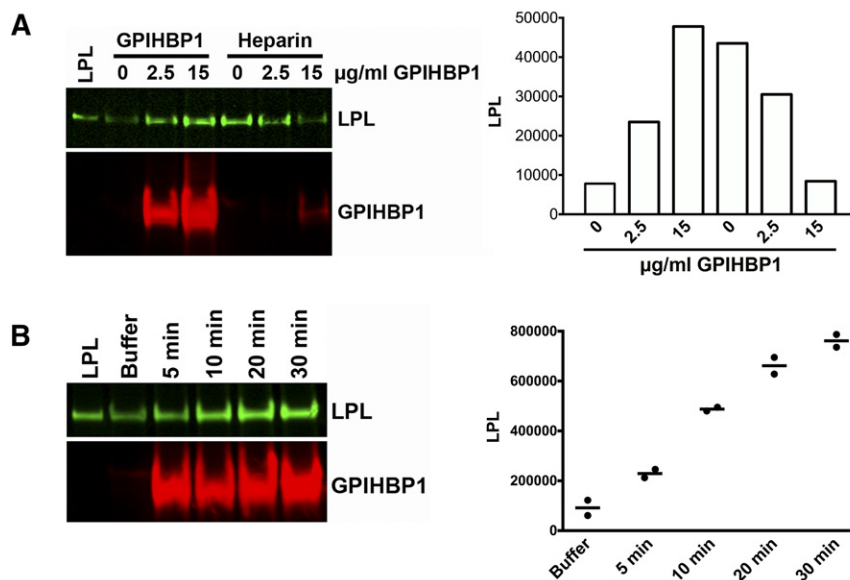 A
GPIHBP1 Heparin
LPL 0 2.5 15 0 2.5 15 µg/ml GPIHBP1
LPL
GPIHBP1
50000
40000
30000
20000
10000
0
LPL
0 2.5 15 0 2.5 15
µg/ml GPIHBP1
B
LPL Buffer 5 min 10 min 20 min 30 min
LPL
GPIHBP1
800000
600000
400000
200000
0
LPL
Buffer 5 min 10 min 20 min 30 min